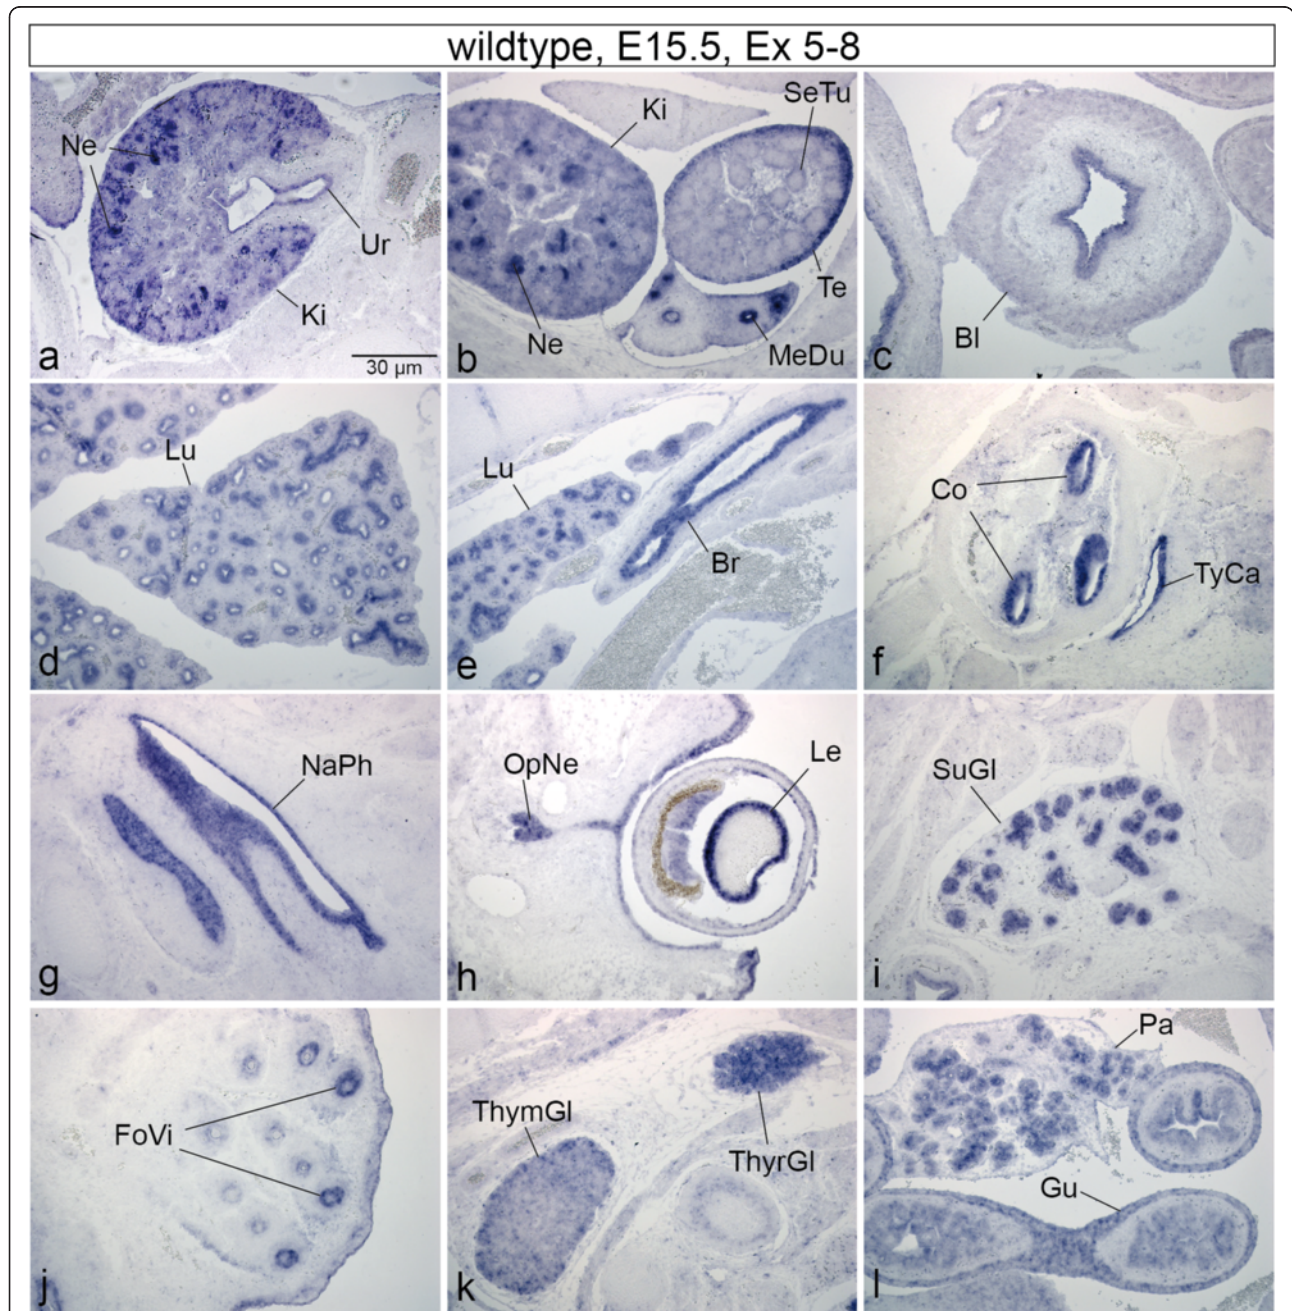 wildtype, E15.5, Ex 5-8
Ne
Ur
Ki
a
30 µm
Ki
SeTu
Te
Ne
MeDu
b
Bl
c
Lu
d
Lu
Br
e
Co
TyCa
f
NaPh
g
OpNe
Le
h
SuGl
i
FoVi
j
ThymGl
ThyrGl
k
Pa
Gu
l